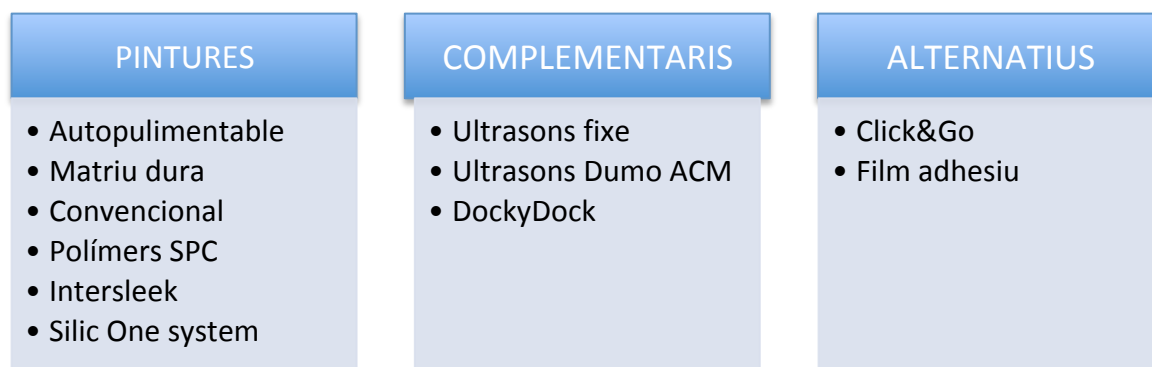 PINTURES
• Autopulimentable
• Matriu dura
• Convencional
• Polímers SPC
• Intersleek
• Silic One system
COMPLEMENTARIS
• Ultrasons fixe
• Ultrasons Dumo ACM
• DockyDock
ALTERNATIUS
• Click&Go
• Film adhesiu